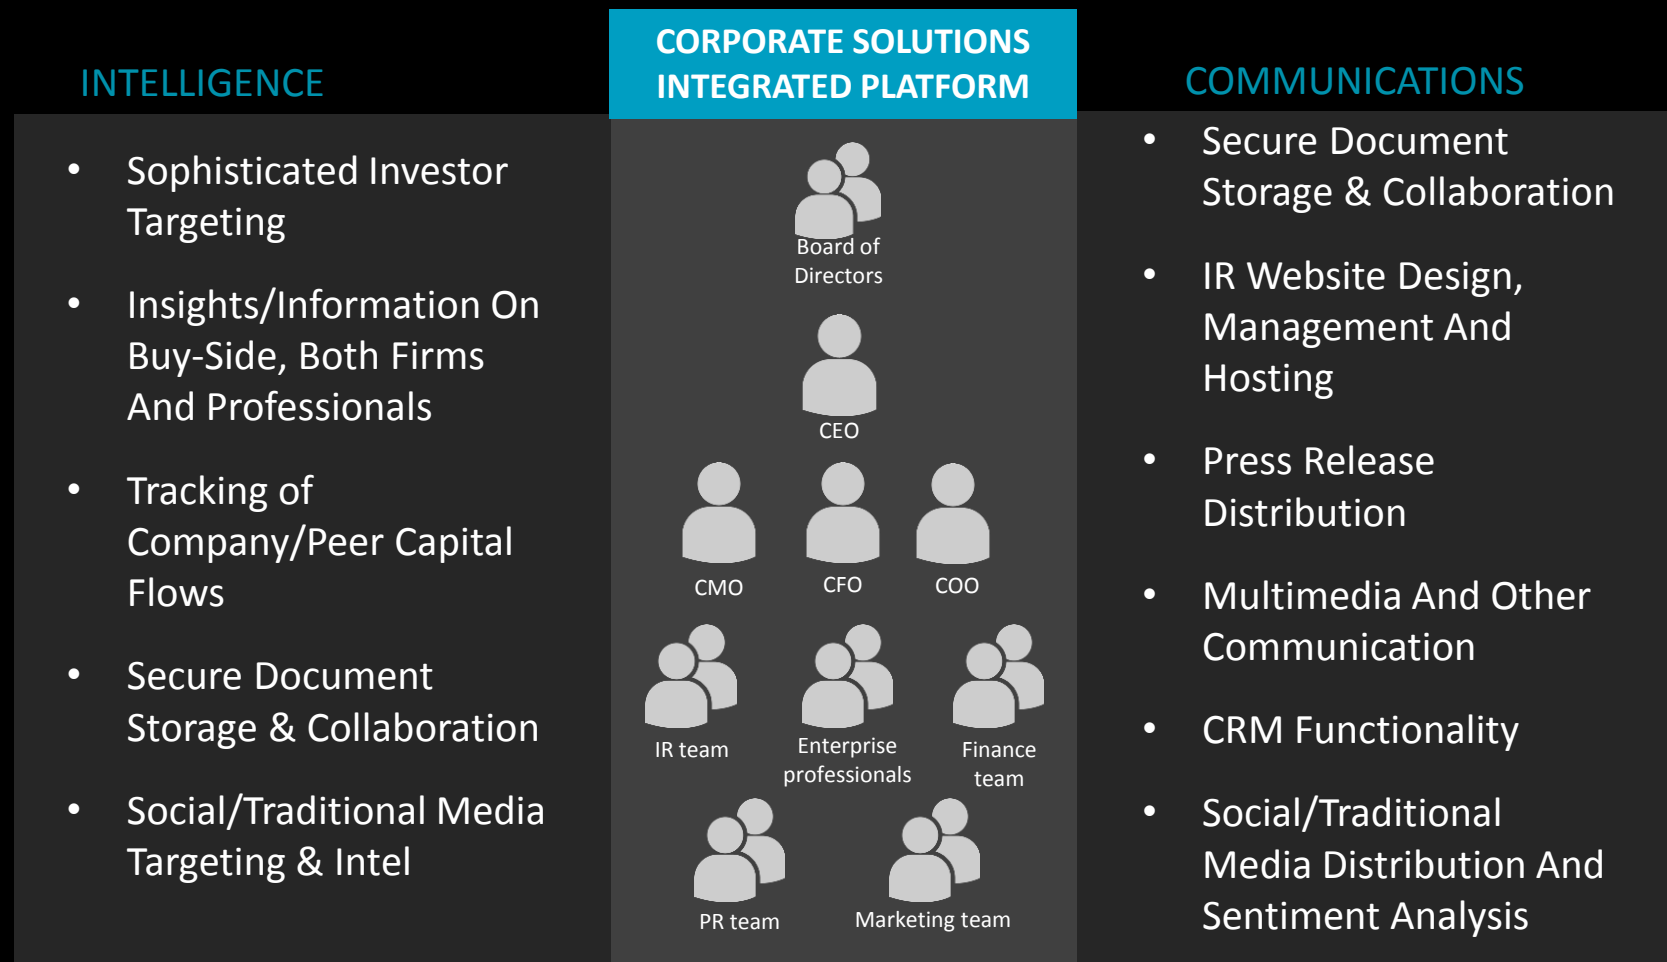 INTELLIGENCE
• Sophisticated Investor
Targeting
• Insights/Information On
Buy-Side, Both Firms
And Professionals
• Tracking of
Company/Peer Capital
Flows
• Secure Document
Storage & Collaboration
• Social/Traditional Media
Targeting & Intel
CORPORATE SOLUTIONS
INTEGRATED PLATFORM
Board of
Directors
CEO
CMO
CFO
COO
IR team
Enterprise
professionals
Finance
team
PR team
Marketing team
COMMUNICATIONS
• Secure Document
Storage & Collaboration
• IR Website Design,
Management And
Hosting
• Press Release
Distribution
• Multimedia And Other
Communication
• CRM Functionality
• Social/Traditional
Media Distribution And
Sentiment Analysis